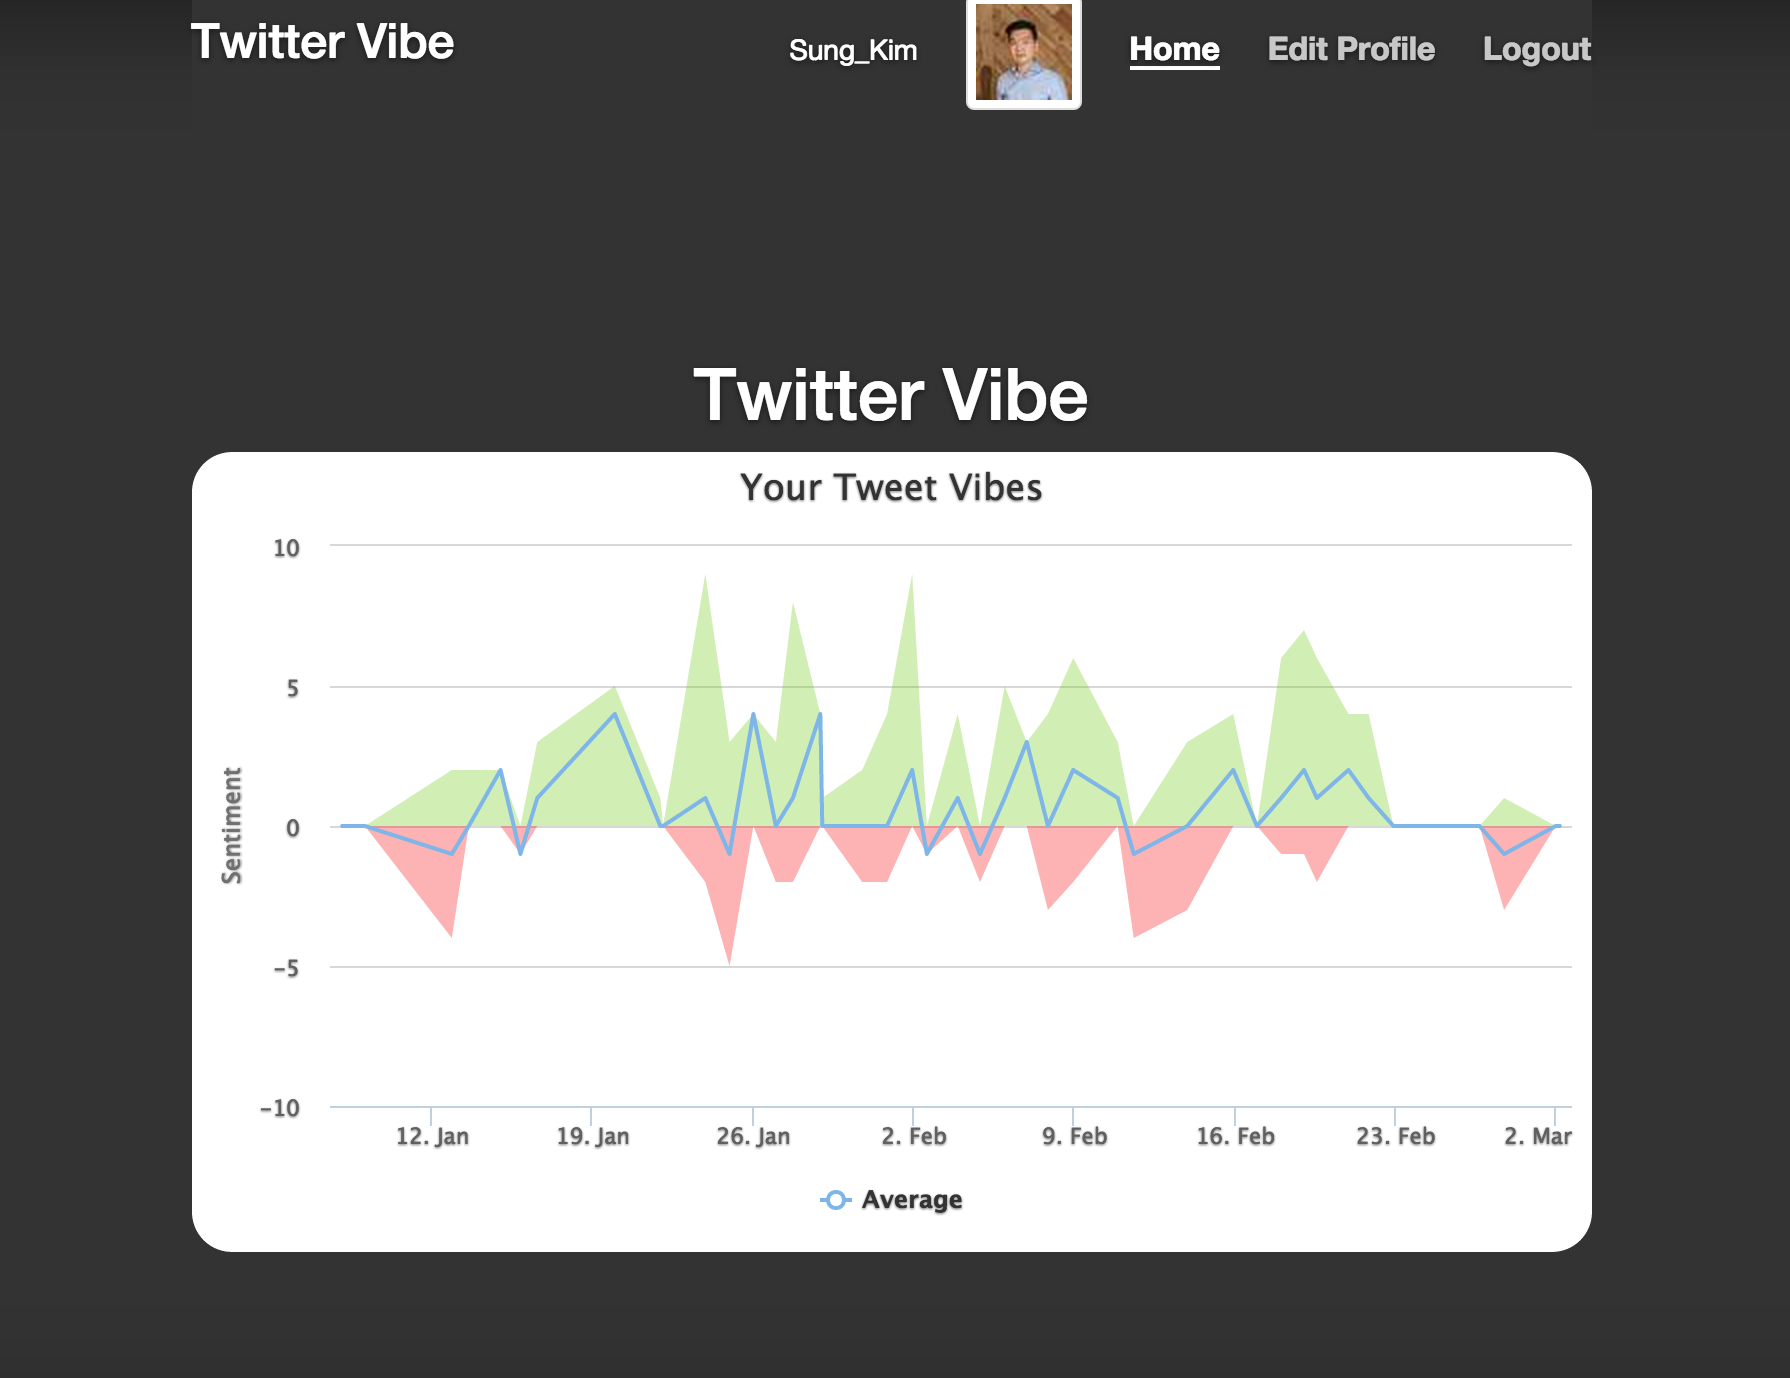 Twitter Vibe
Sung_Kim
Home
Edit Profile
Logout
Twitter Vibe
Your Tweet Vibes
10
5
0
−5
−10
Sentiment
12. Jan
19. Jan
26. Jan
2. Feb
9. Feb
16. Feb
23. Feb
2. Mar
Average